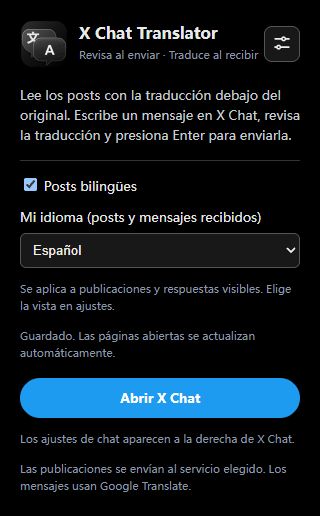 X Chat Translator
Revisa al enviar · Traduce al recibir
Lee los posts con la traducción debajo del
original. Escribe un mensaje en X Chat, revisa
la traducción y presiona Enter para enviarla.
Posts bilingües
Mi idioma (posts y mensajes recibidos)
Español
Se aplica a publicaciones y respuestas visibles. Elige
la vista en ajustes.
Guardado. Las páginas abiertas se actualizan
automáticamente.
Abrir X Chat
Los ajustes de chat aparecen a la derecha de X Chat.
Las publicaciones se envían al servicio elegido. Los
mensajes usan Google Translate.